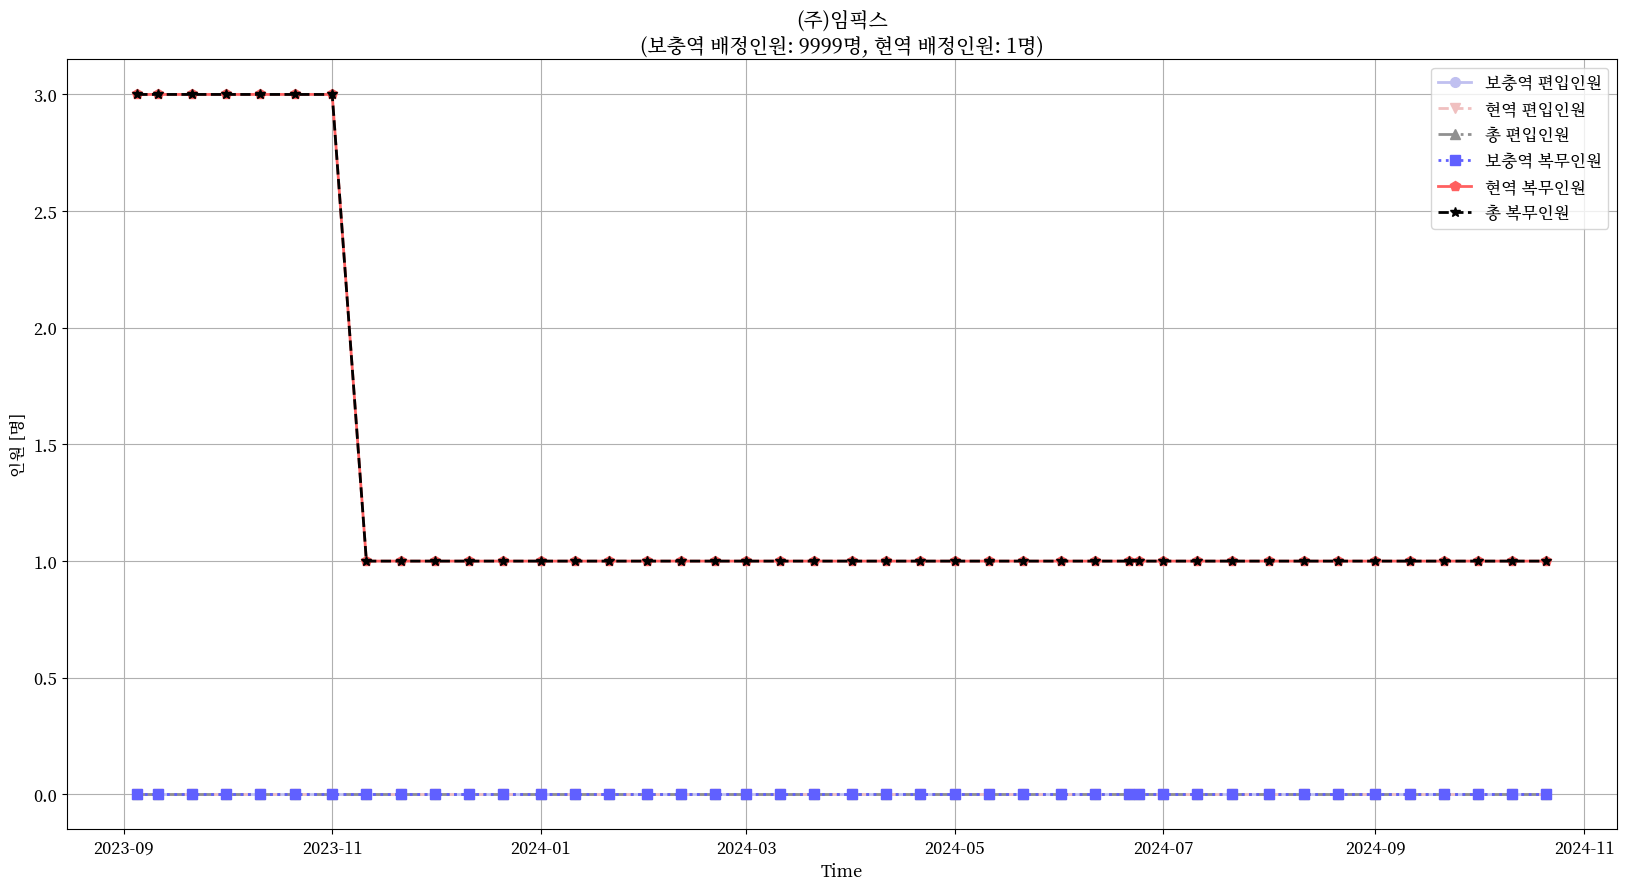 (주)임픽스
(보충역 배정인원: 9999명, 현역 배정인원: 1명)
보충역 편입인원
현역 편입인원
총 편입인원
보충역 복무인원
현역 복무인원
총 복무인원
인원 [명]
3.0
2.5
2.0
1.5
1.0
0.5
0.0
2023-09 2023-11 2024-01 2024-03 2024-05 2024-07 2024-09 2024-11
Time